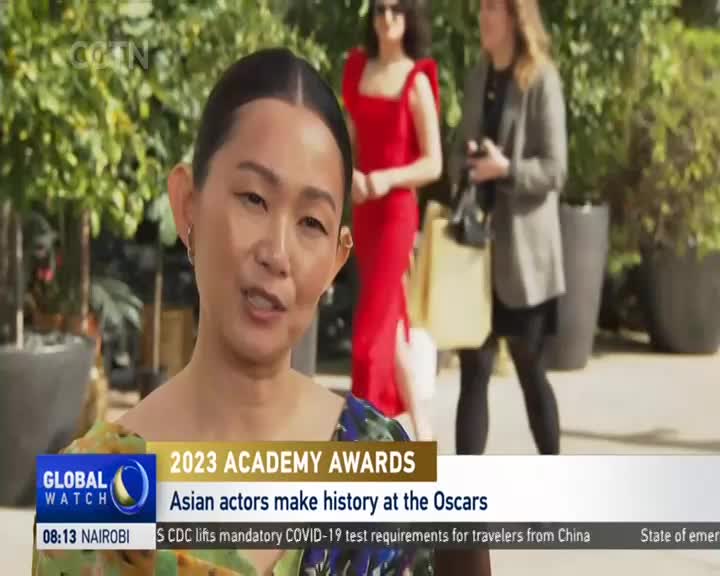 CGTN
2023 ACADEMY AWARDS
GLOBAL
WATCH
Asian actors make history at the Oscars
08:13 NAIROBI
S CDC lifts mandatory COVID-19 test requirements for travelers from China State of emer